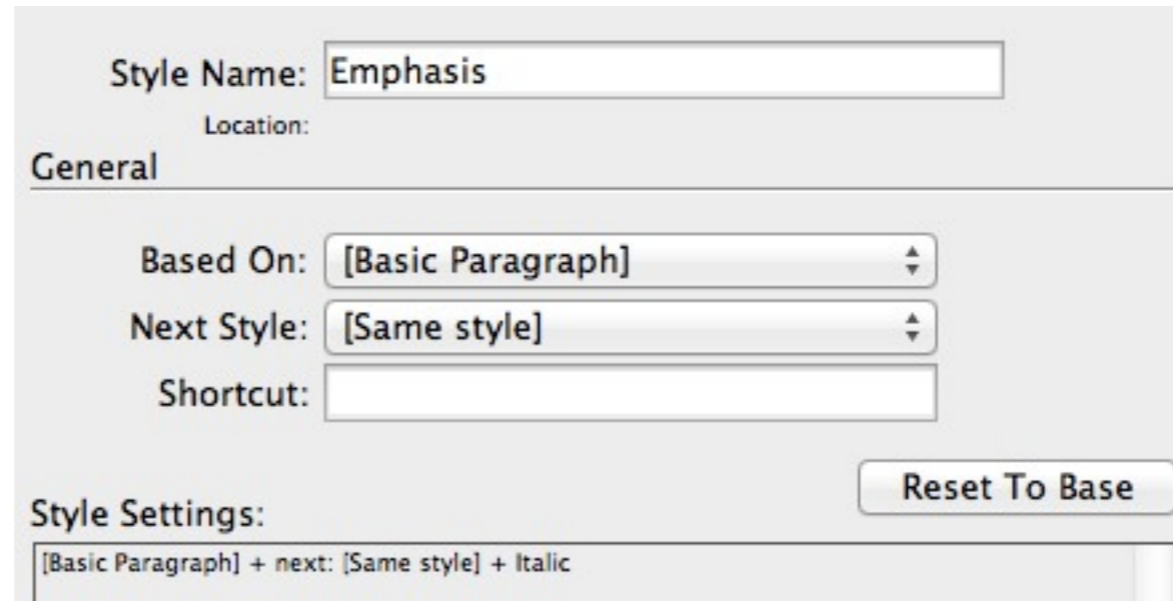 Style Name: Emphasis
Location:
General
Based On: [Basic Paragraph]
Next Style: [Same style]
Shortcut:
Reset To Base
Style Settings:
[Basic Paragraph] + next: [Same style] + Italic